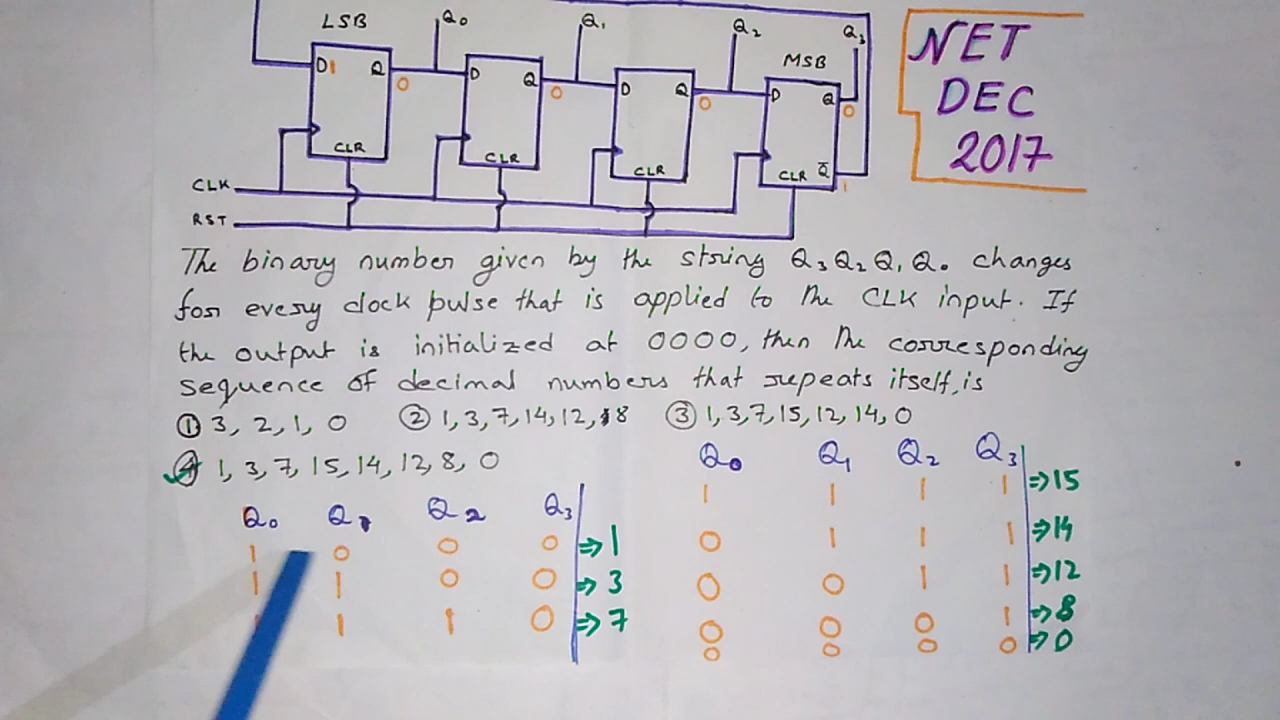 LSB Q₀ Q₁ Q₂ Q₃
MSB
NET
DEC
2017
D 1 Q D Q D Q D Q
0 0 0 0
CLR CLR CLR CLR Q̅
1
CLK
RST
The binary number given by the string Q₃Q₂Q₁Q₀ changes
for every clock pulse that is applied to the CLK input. If
the output is initialized at 0000, then the corresponding
sequence of decimal numbers that repeats itself, is
① 3, 2, 1, 0 ② 1, 3, 7, 14, 12, 8 ③ 1, 3, 7, 15, 12, 14, 0
④ 1, 3, 7, 15, 14, 12, 8, 0
Q₀ Q₁ Q₂ Q₃
1 0 0 0 ⇒ 1
1 1 0 0 ⇒ 3
1 1 1 0 ⇒ 7
Q₀ Q₁ Q₂ Q₃
1 1 1 1 ⇒ 15
0 1 1 1 ⇒ 14
0 0 1 1 ⇒ 12
0 0 0 1 ⇒ 8
0 0 0 0 ⇒ 0